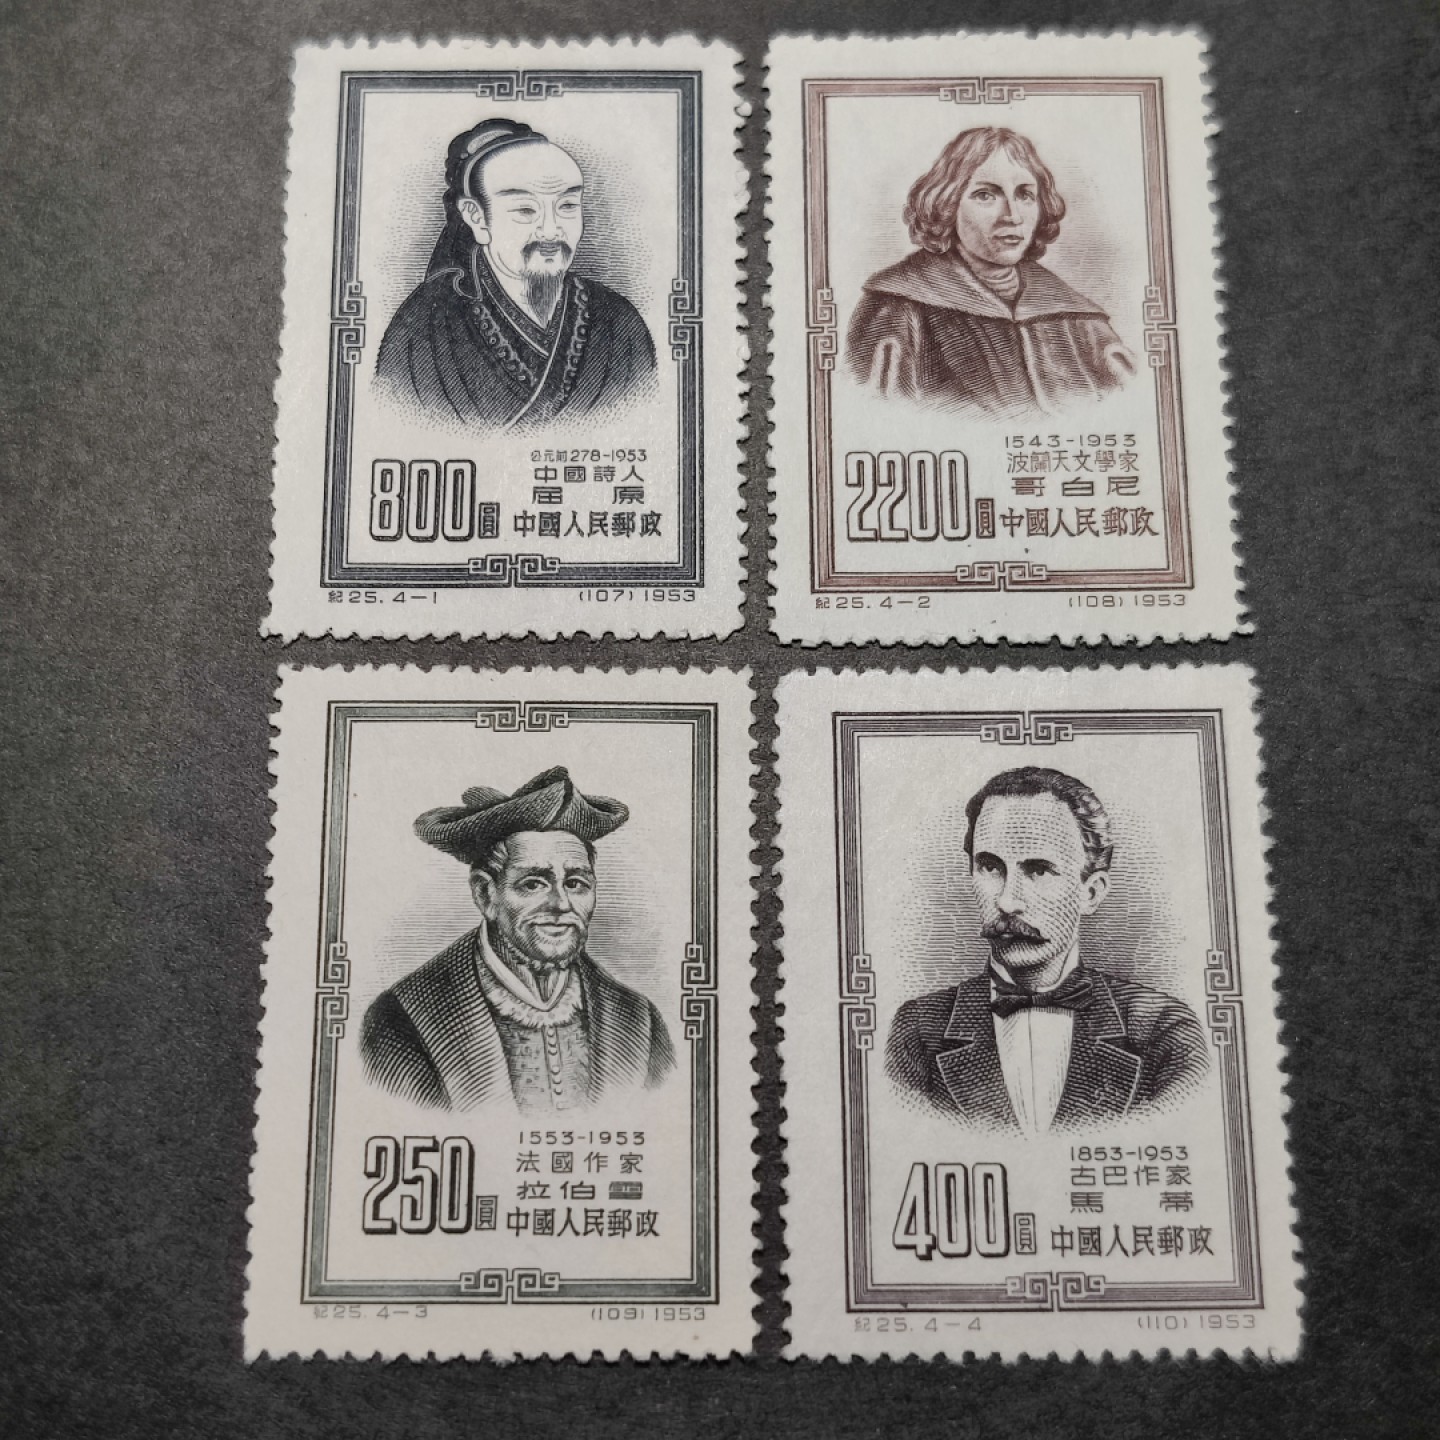 公元前278-1953
中國詩人
屈原
800圓 中國人民郵政
紀25.4-1 (107)1953
1543-1953
波蘭天文學家
哥白尼
2200圓 中國人民郵政
紀25.4-2 (108)1953
1553-1953
法國作家
拉伯雷
250圓 中國人民郵政
紀25.4-3 (109)1953
1853-1953
古巴作家
馬蒂
400圓 中國人民郵政
紀25.4-4 (110)1953